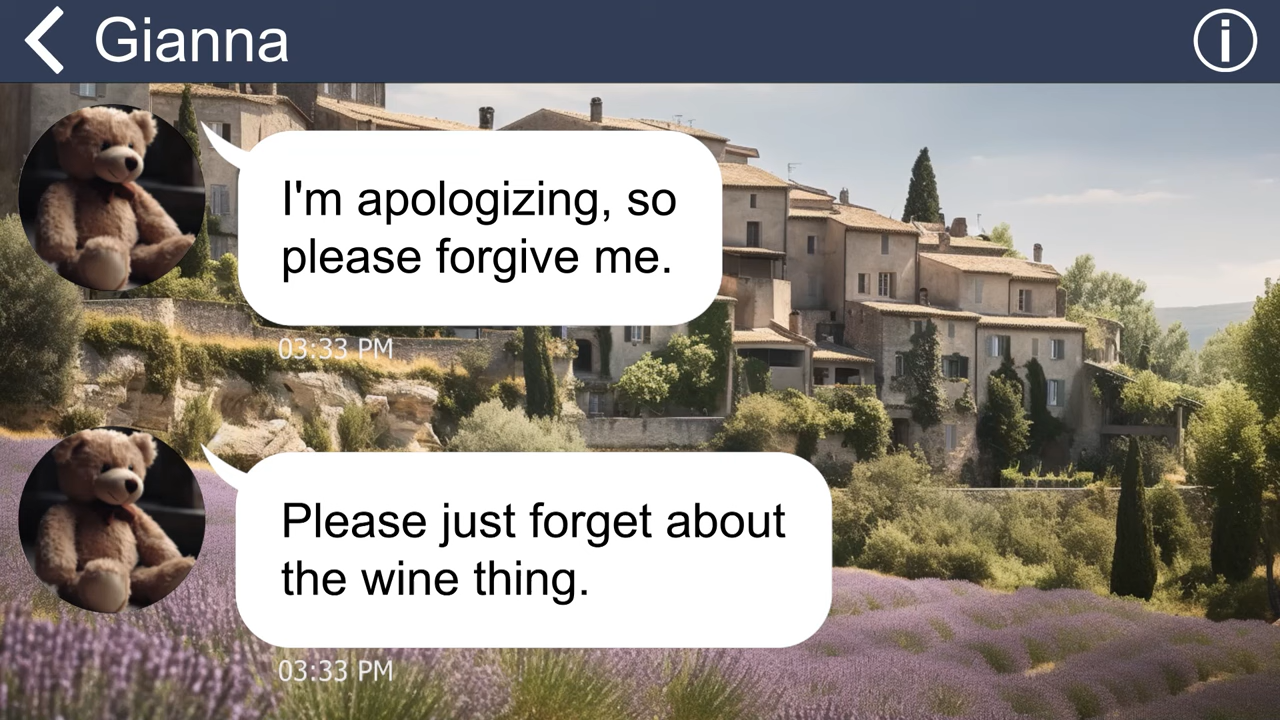 Gianna
I'm apologizing, so
please forgive me.
03:33 PM
Please just forget about
the wine thing.
03:33 PM